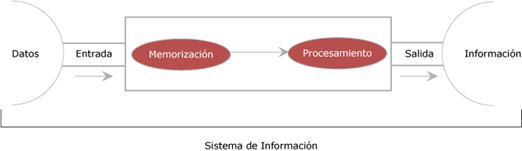 Datos
Entrada
Memorización
Procesamiento
Salida
Información
Sistema de Información